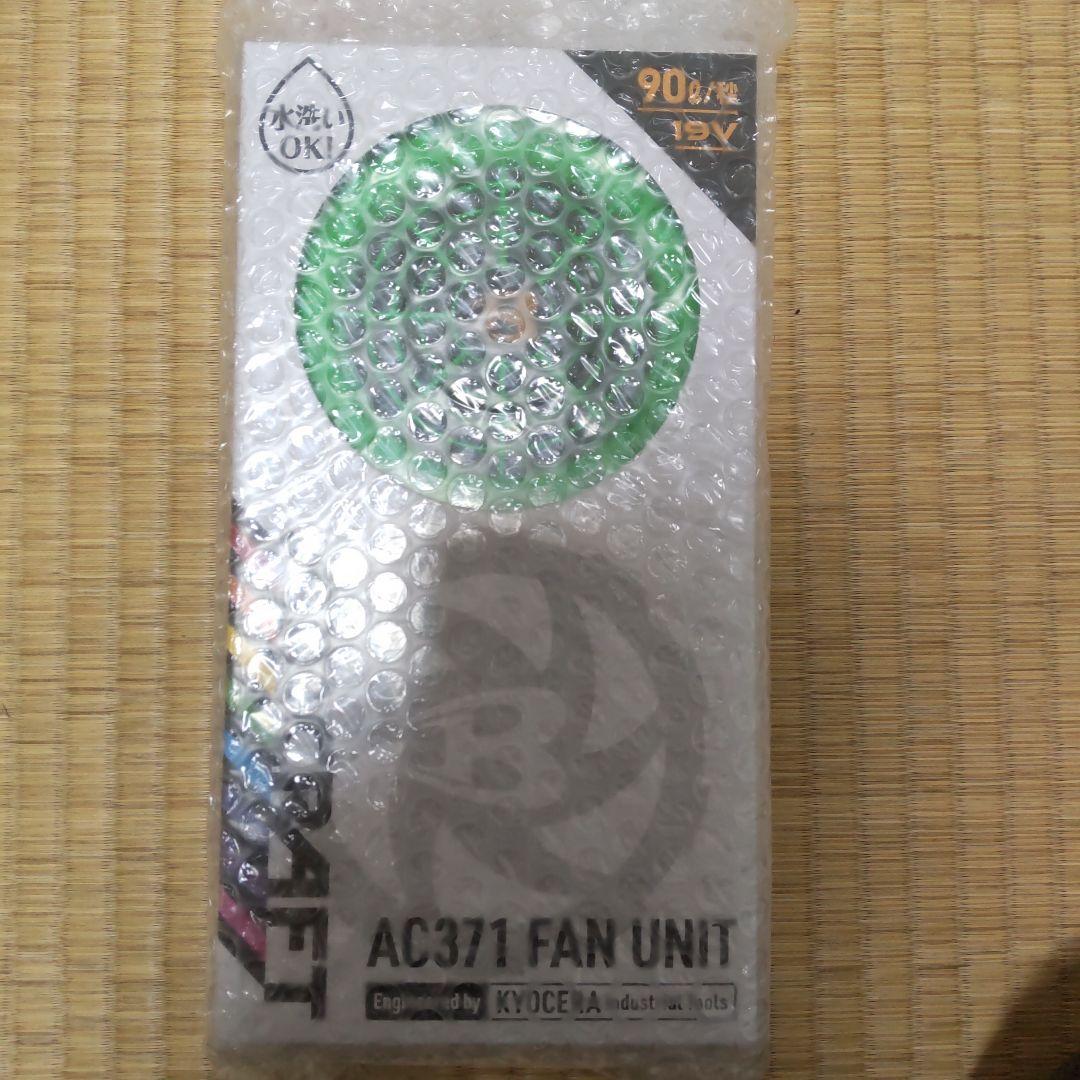 水洗い
OK!
90ℓ/秒
19V
AC371 FAN UNIT
Engineered by KYOCERA Industrial Tools